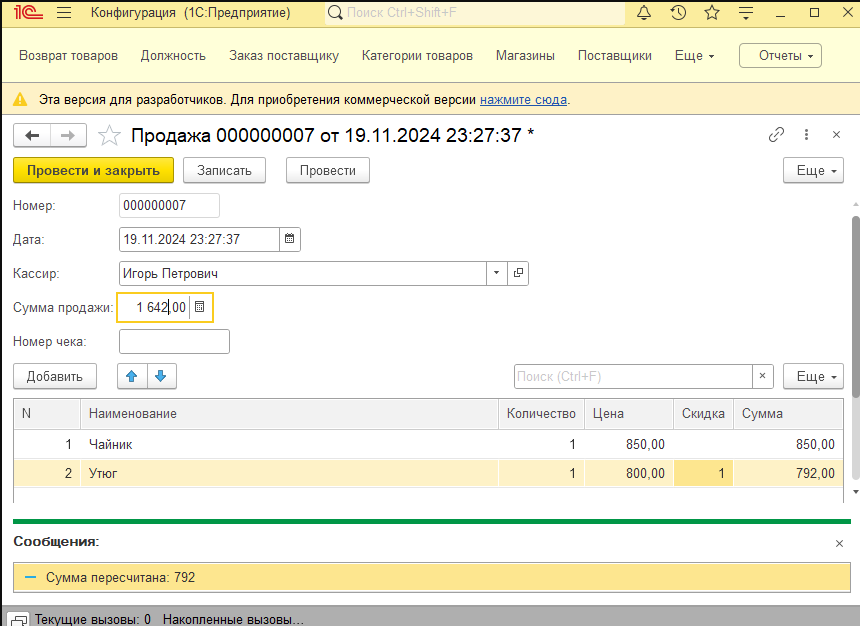 1С Конфигурация (1С:Предприятие) Поиск Ctrl+Shift+F
Возврат товаров Должность Заказ поставщику Категории товаров Магазины Поставщики Еще Отчеты
Эта версия для разработчиков. Для приобретения коммерческой версии нажмите сюда.
Продажа 000000007 от 19.11.2024 23:27:37 *
Провести и закрыть Записать Провести Еще
Номер: 000000007
Дата: 19.11.2024 23:27:37
Кассир: Игорь Петрович
Сумма продажи: 1 642,00
Номер чека:
Добавить Поиск (Ctrl+F) × Еще
N Наименование Количество Цена Скидка Сумма
1 Чайник 1 850,00 850,00
2 Утюг 1 800,00 1 792,00
Сообщения:
Сумма пересчитана: 792
Текущие вызовы: 0 Накопленные вызовы...